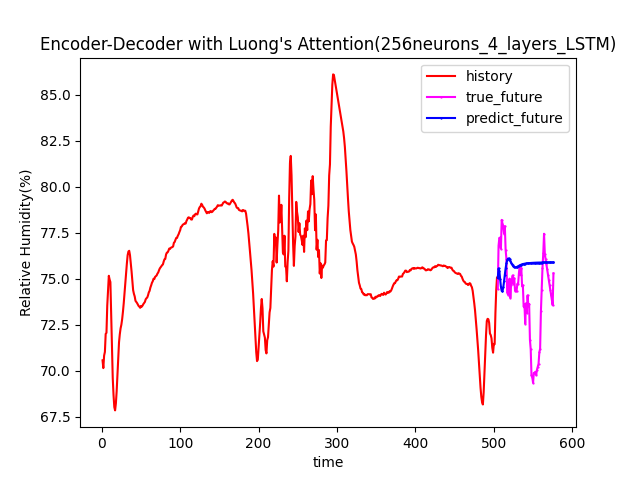 Encoder-Decoder with Luong's Attention(256neurons_4_layers_LSTM)
history
true_future
predict_future
Relative Humidity(%)
85.0
82.5
80.0
77.5
75.0
72.5
70.0
67.5
0 100 200 300 400 500 600
time